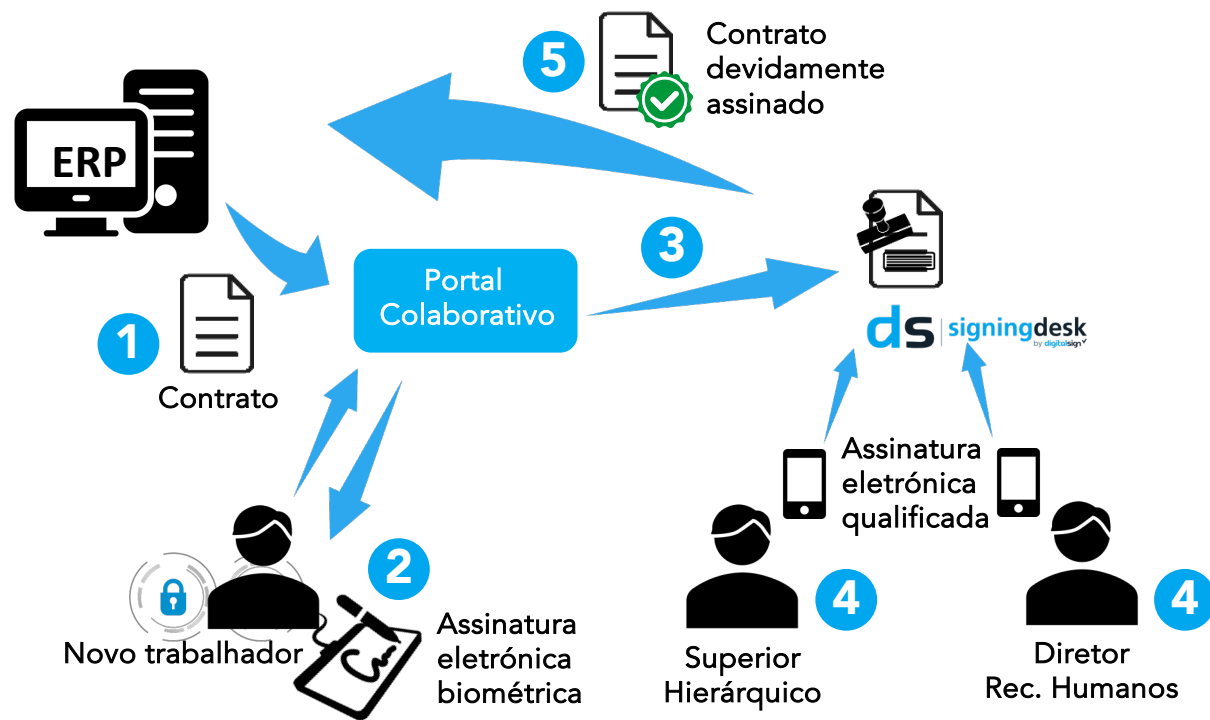 5
Contrato
devidamente
assinado
ERP
3
Portal
Colaborativo
1
Contrato
ds signingdesk
by digitalsign
Assinatura
eletrónica
qualificada
2
Novo trabalhador
Assinatura
eletrónica
biométrica
4
Superior
Hierárquico
4
Diretor
Rec. Humanos